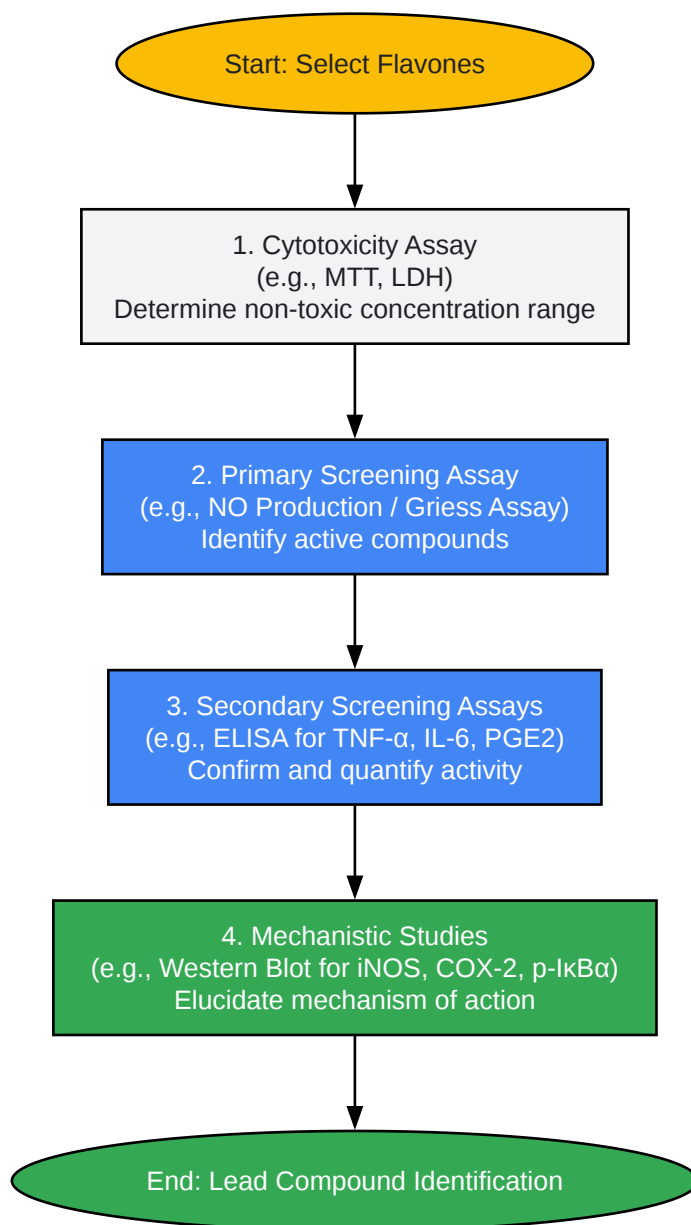 Start: Select Flavones
1. Cytotoxicity Assay
(e.g., MTT, LDH)
Determine non-toxic concentration range
2. Primary Screening Assay
(e.g., NO Production / Griess Assay)
Identify active compounds
3. Secondary Screening Assays
(e.g., ELISA for TNF-α, IL-6, PGE2)
Confirm and quantify activity
4. Mechanistic Studies
(e.g., Western Blot for iNOS, COX-2, p-IκBα)
Elucidate mechanism of action
End: Lead Compound Identification